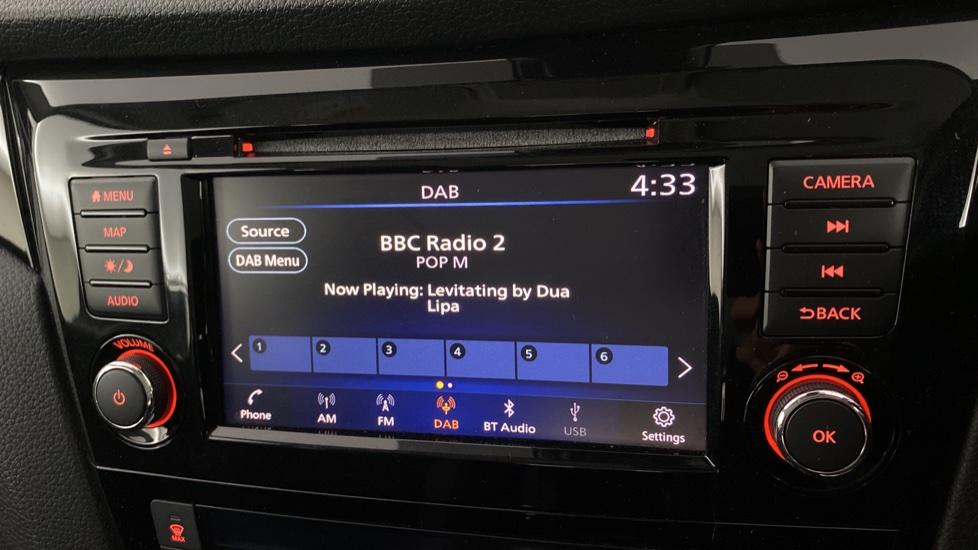 MENU
MAP
AUDIO
VOLUME
DAB
4:33
Source
DAB Menu
BBC Radio 2
POP M
Now Playing: Levitating by Dua
Lipa
1 2 3 4 5 6
Phone AM FM DAB BT Audio USB Settings
CAMERA
BACK
OK
MAX